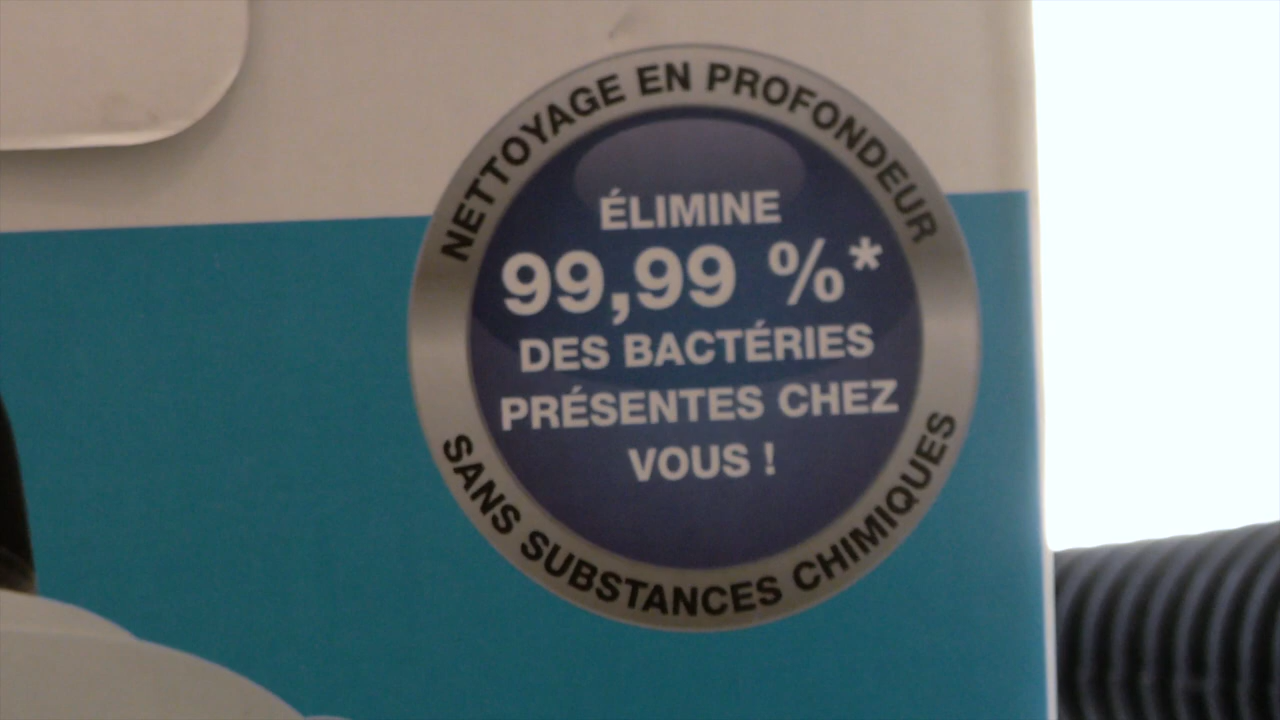 NETTOYAGE EN PROFONDEUR
ÉLIMINE
99,99 %*
DES BACTÉRIES
PRÉSENTES CHEZ
VOUS !
SANS SUBSTANCES CHIMIQUES